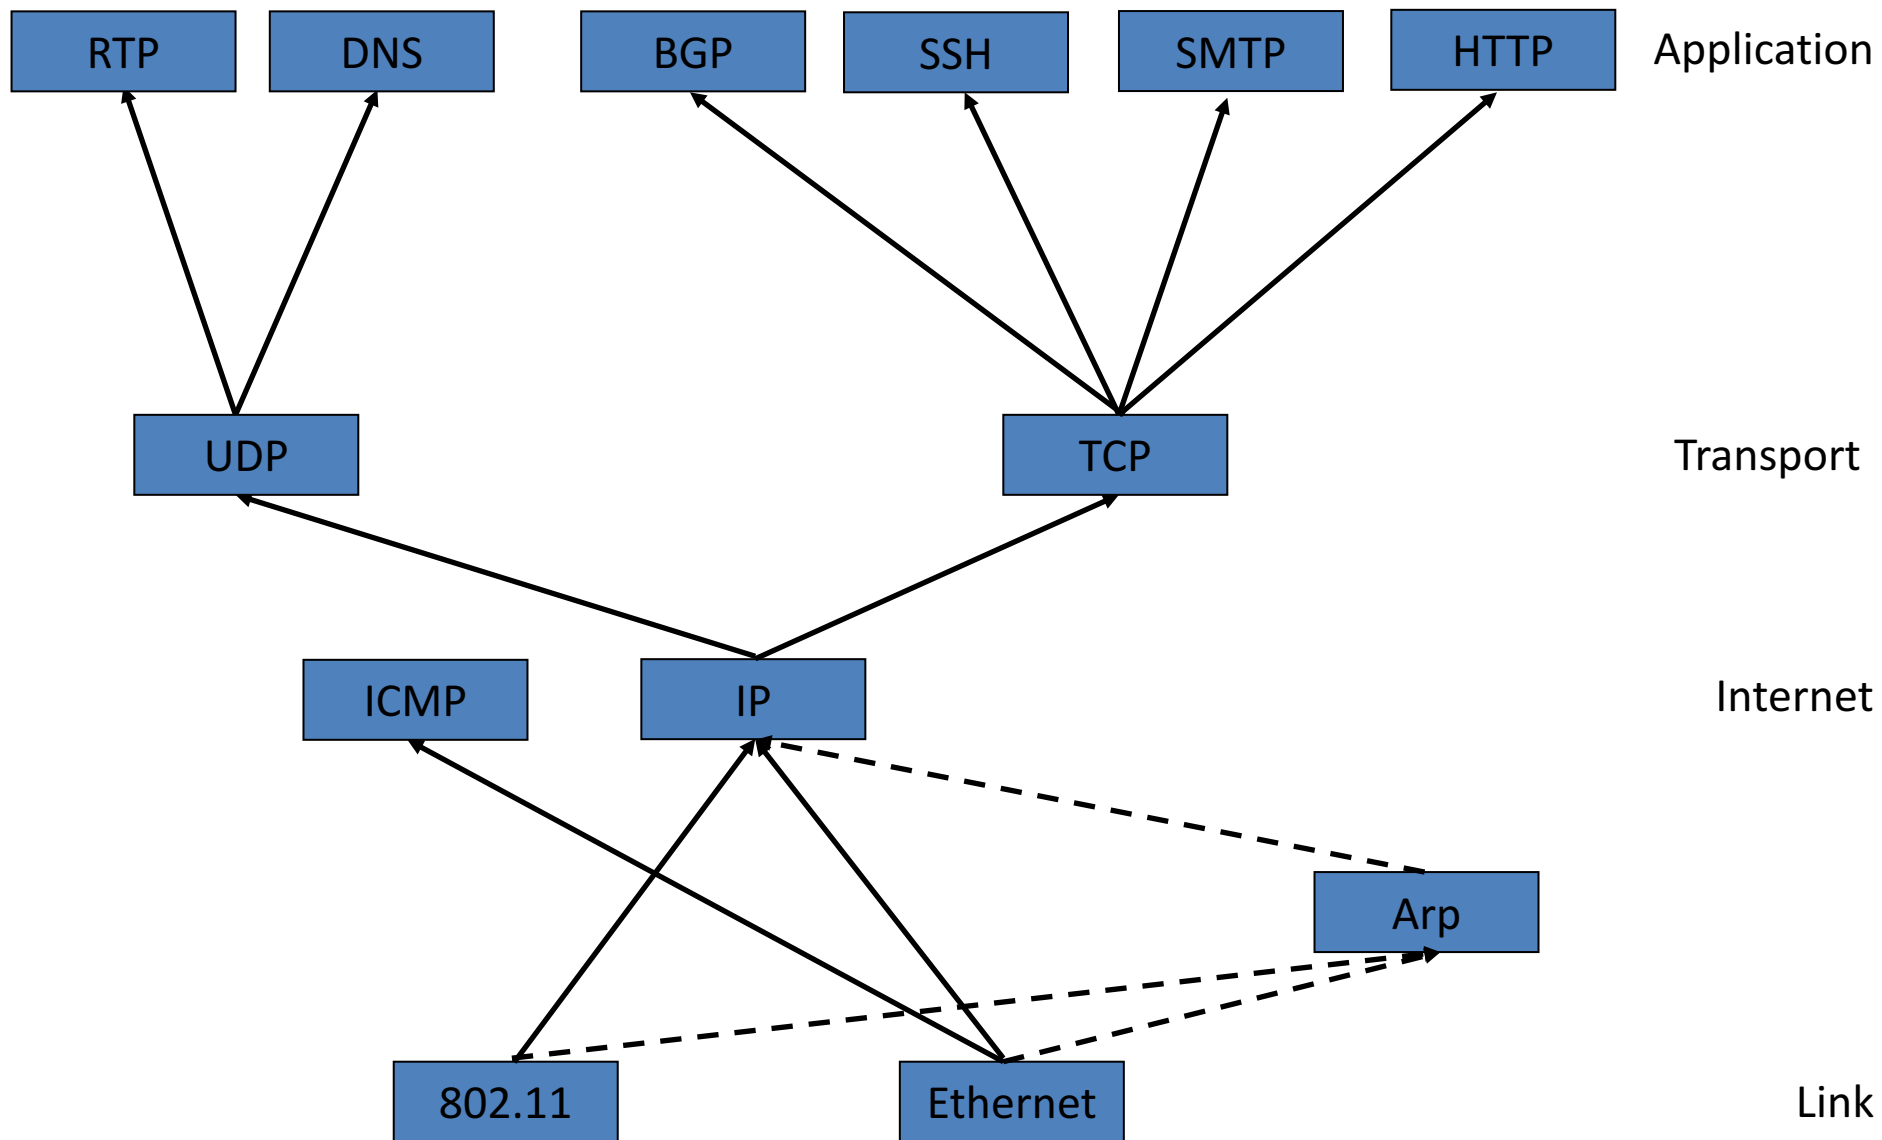 RTP
DNS
BGP
SSH
SMTP
HTTP
Application
UDP
TCP
Transport
ICMP
IP
Internet
Arp
802.11
Ethernet
Link